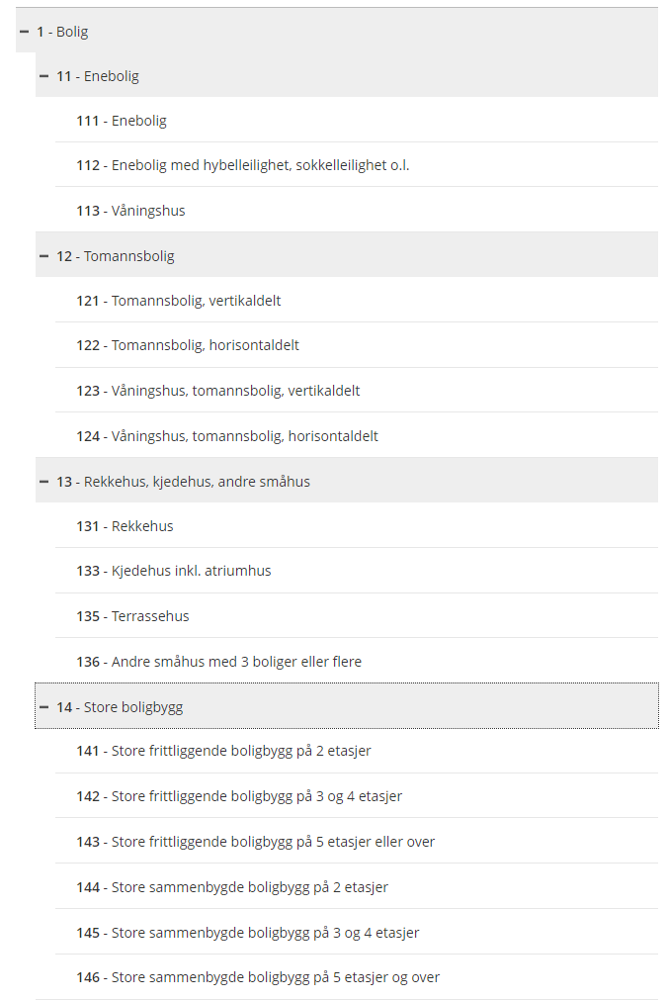 1 - Bolig
11 - Enebolig
111 - Enebolig
112 - Enebolig med hybelleilighet, sokkelleilighet o.l.
113 - Våningshus
12 - Tomannsbolig
121 - Tomannsbolig, vertikaldelt
122 - Tomannsbolig, horisontaldelt
123 - Våningshus, tomannsbolig, vertikaldelt
124 - Våningshus, tomannsbolig, horisontaldelt
13 - Rekkehus, kjedehus, andre småhus
131 - Rekkehus
133 - Kjedehus inkl. atriumhus
135 - Terrassehus
136 - Andre småhus med 3 boliger eller flere
14 - Store boligbygg
141 - Store frittliggende boligbygg på 2 etasjer
142 - Store frittliggende boligbygg på 3 og 4 etasjer
143 - Store frittliggende boligbygg på 5 etasjer eller over
144 - Store sammenbygde boligbygg på 2 etasjer
145 - Store sammenbygde boligbygg på 3 og 4 etasjer
146 - Store sammenbygde boligbygg på 5 etasjer og over